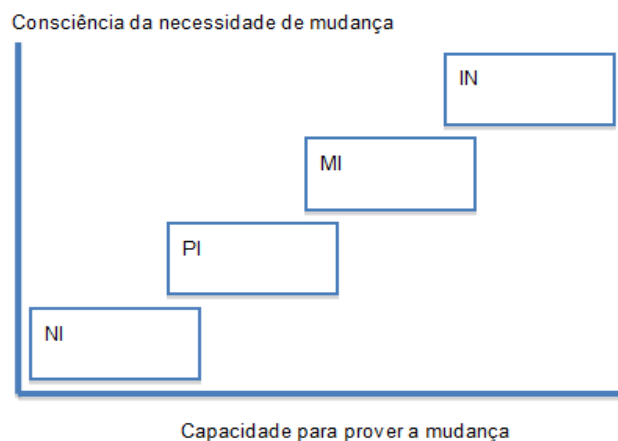 Consciência da necessidade de mudança
IN
MI
PI
NI
Capacidade para prover a mudança